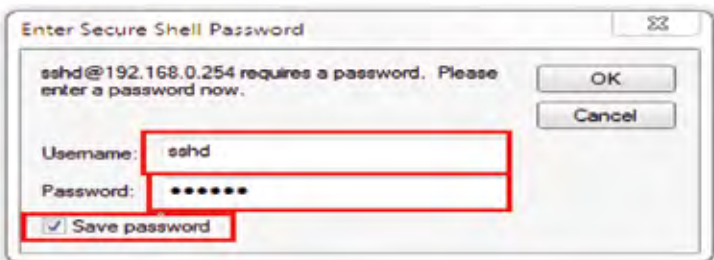 Enter Secure Shell Password
sshd@192.168.0.254 requires a password. Please
enter a password now.
OK
Cancel
Username: sshd
Password: ••••••
Save password